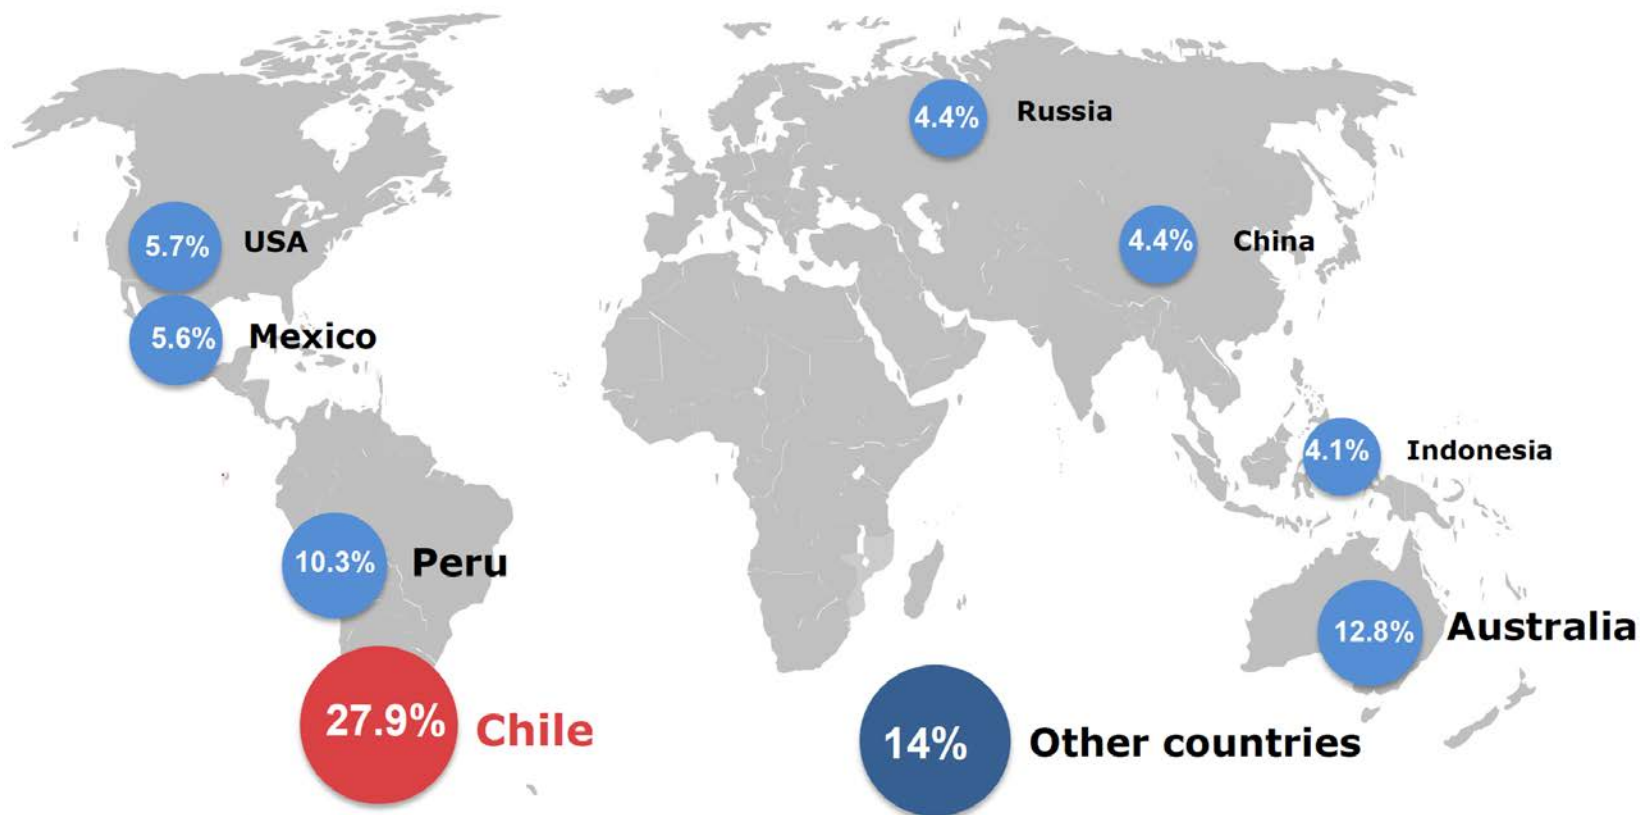 4.4% Russia
5.7% USA
4.4% China
5.6% Mexico
4.1% Indonesia
10.3% Peru
12.8% Australia
27.9% Chile
14% Other countries